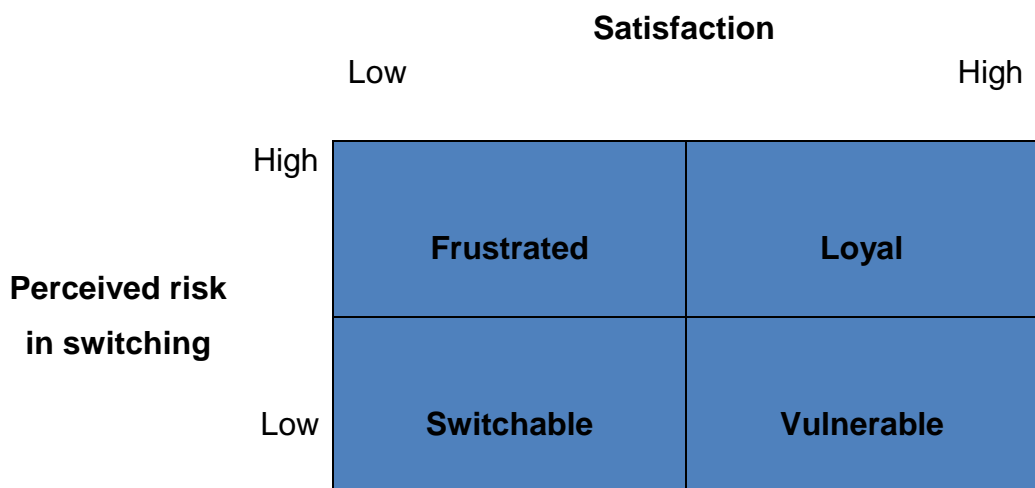 Satisfaction
Low High
High
Frustrated Loyal
Perceived risk
in switching
Low Switchable Vulnerable